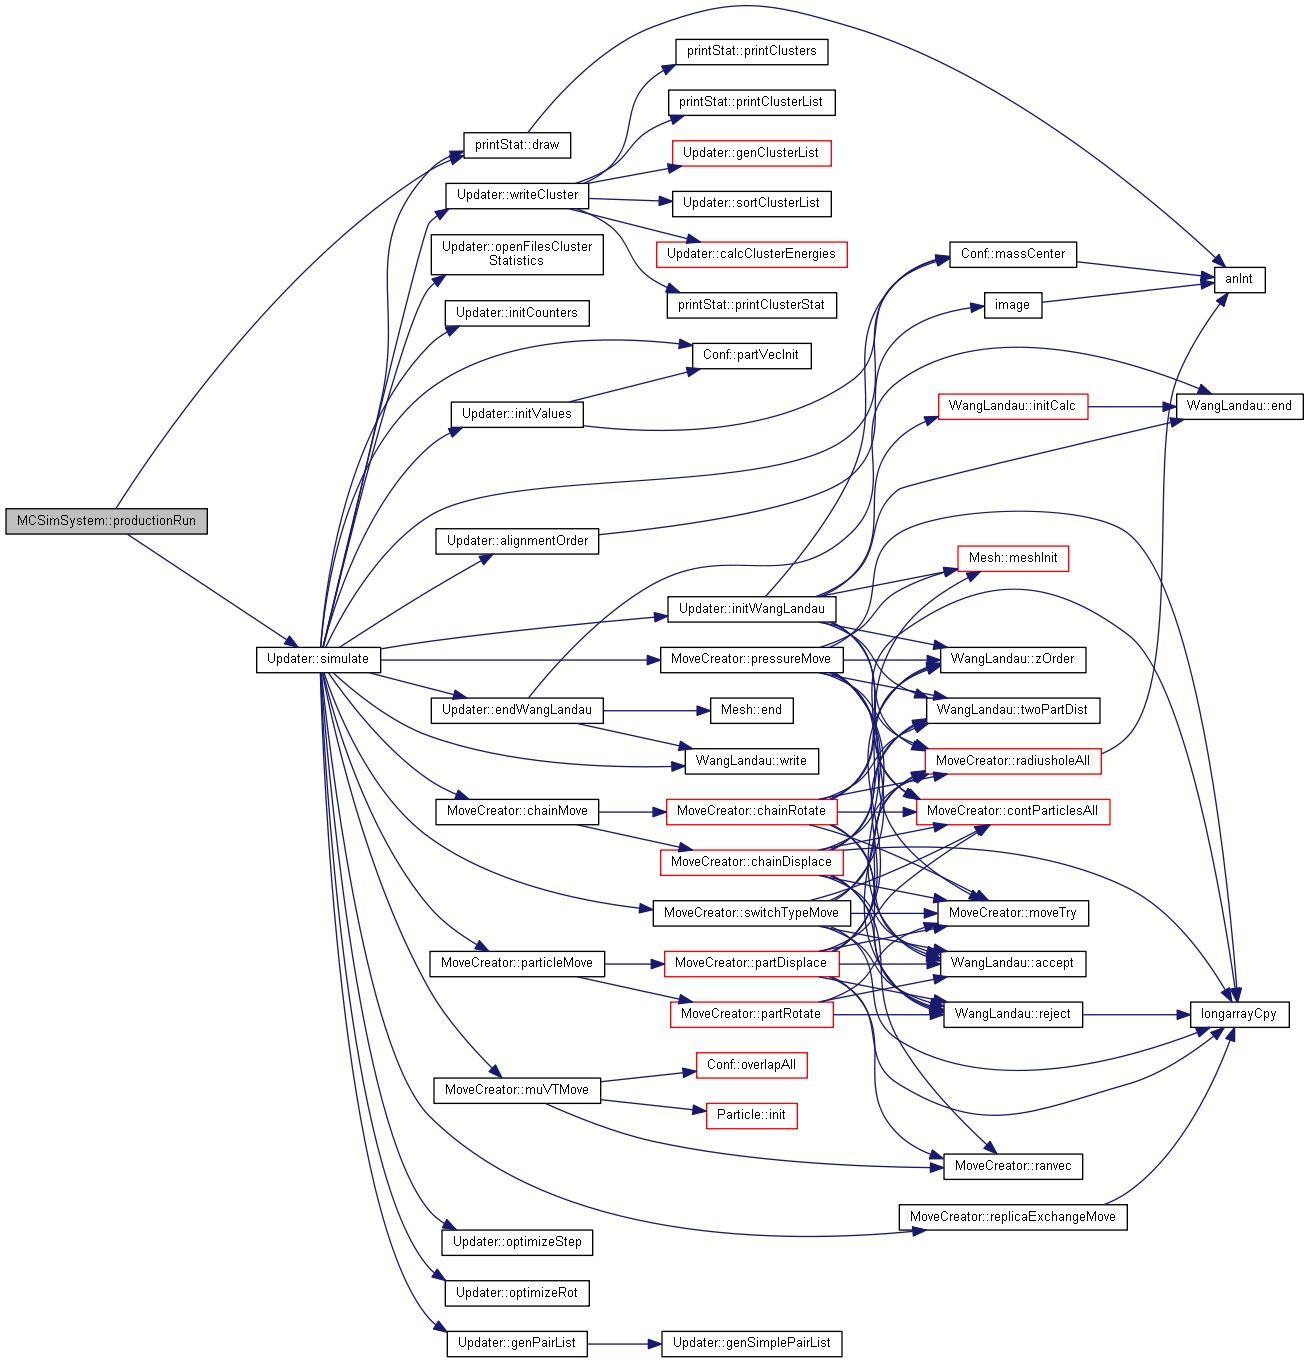 printStat::printClusters
printStat::printClusterList
printStat::draw
Updater::genClusterList
Updater::writeCluster
Updater::sortClusterList
Updater::openFilesCluster
Statistics
Updater::calcClusterEnergies
Conf::massCenter
anInt
printStat::printClusterStat
image
Updater::initCounters
Conf::partVecInit
Updater::initValues
WangLandau::initCalc
WangLandau::end
MCSimSystem::productionRun
Updater::alignmentOrder
Mesh::meshInit
Updater::initWangLandau
Updater::simulate
MoveCreator::pressureMove
WangLandau::zOrder
Updater::endWangLandau
Mesh::end
WangLandau::twoPartDist
WangLandau::write
MoveCreator::radiusholeAll
MoveCreator::chainMove
MoveCreator::chainRotate
MoveCreator::contParticlesAll
MoveCreator::chainDisplace
MoveCreator::switchTypeMove
MoveCreator::moveTry
MoveCreator::particleMove
MoveCreator::partDisplace
WangLandau::accept
MoveCreator::partRotate
WangLandau::reject
longarrayCpy
Conf::overlapAll
MoveCreator::muVTMove
Particle::init
MoveCreator::ranvec
MoveCreator::replicaExchangeMove
Updater::optimizeStep
Updater::optimizeRot
Updater::genPairList
Updater::genSimplePairList